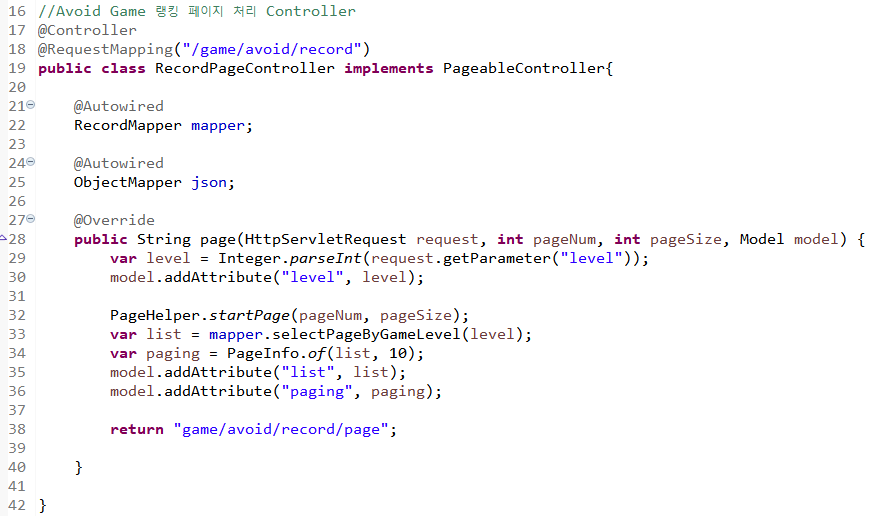 16 //Avoid Game 랭킹 페이지 처리 Controller
17 @Controller
18 @RequestMapping("/game/avoid/record")
19 public class RecordPageController implements PageableController{
20
21 @Autowired
22 RecordMapper mapper;
23
24 @Autowired
25 ObjectMapper json;
26
27 @Override
28 public String page(HttpServletRequest request, int pageNum, int pageSize, Model model) {
29 var level = Integer.parseInt(request.getParameter("level"));
30 model.addAttribute("level", level);
31
32 PageHelper.startPage(pageNum, pageSize);
33 var list = mapper.selectPageByGameLevel(level);
34 var paging = PageInfo.of(list, 10);
35 model.addAttribute("list", list);
36 model.addAttribute("paging", paging);
37
38 return "game/avoid/record/page";
39
40 }
41
42 }